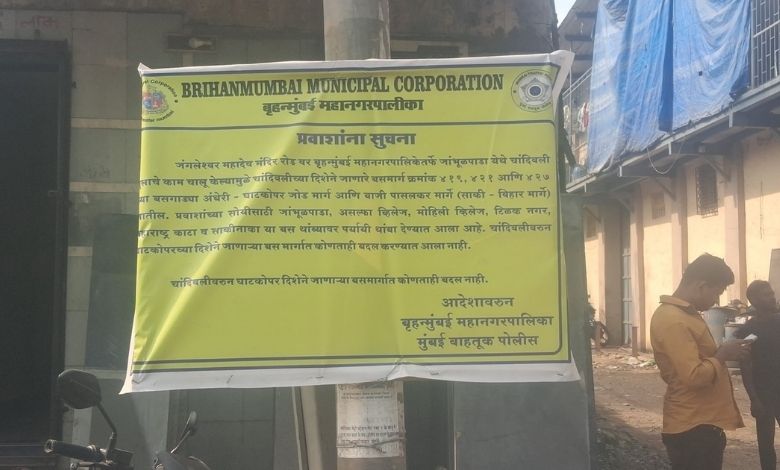 BRIHANMUMBAI MUNICIPAL CORPORATION
बृहन्मुंबई महानगरपालीका
प्रवाशांना सुचना
जंगलेश्वर महादेव मंदिर रोड वर बृहन्मुंबई महानगरपालिकेतर्फे जांभूळपाडा येथे चांदिवली
लाचे काम चालू केल्यामुळे चांदिवलीच्या दिशेने जाणारे बसमार्ग क्रमांक ४१९, ४२१ आणि ४२७
च्या बसगाड्या अंधेरी - घाटकोपर जोड मार्ग आणि बाजी पासलकर मार्गे (साकी - बिहार मार्गे)
ातील. प्रवाशांच्या सोयीसाठी जांभूळपाडा, असल्फा व्हिलेज, मोहिली व्हिलेज, टिळक नगर,
हाराष्ट्र काटा व साकीनाका या बस थांब्यावर पर्यायी थांबा देण्यात आला आहे. चांदिवलीवरुन
घाटकोपरच्या दिशेने जाणाऱ्या बस मार्गात कोणताही बदल करण्यात आला नाही.
चांदिवलीवरुन घाटकोपर दिशेने जाणाऱ्या बसमार्गात कोणताही बदल नाही.
आदेशावरुन
बृहन्मुंबई महानगरपालिका
मुंबई वाहतूक पोलीस